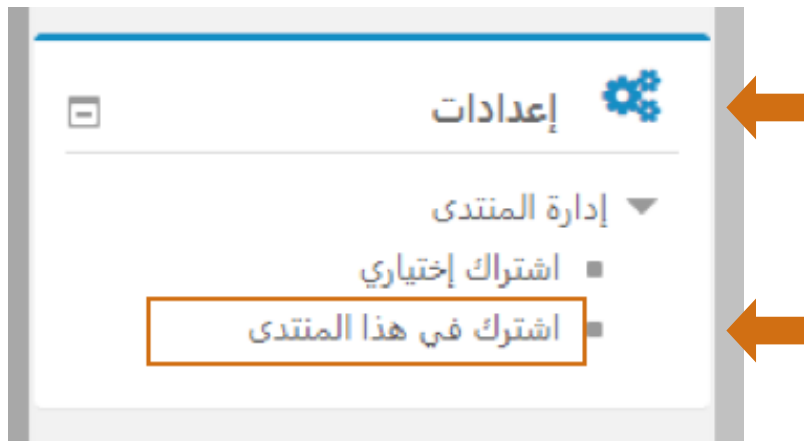 إعدادات
إدارة المنتدى
اشتراك إختياري
اشترك في هذا المنتدى